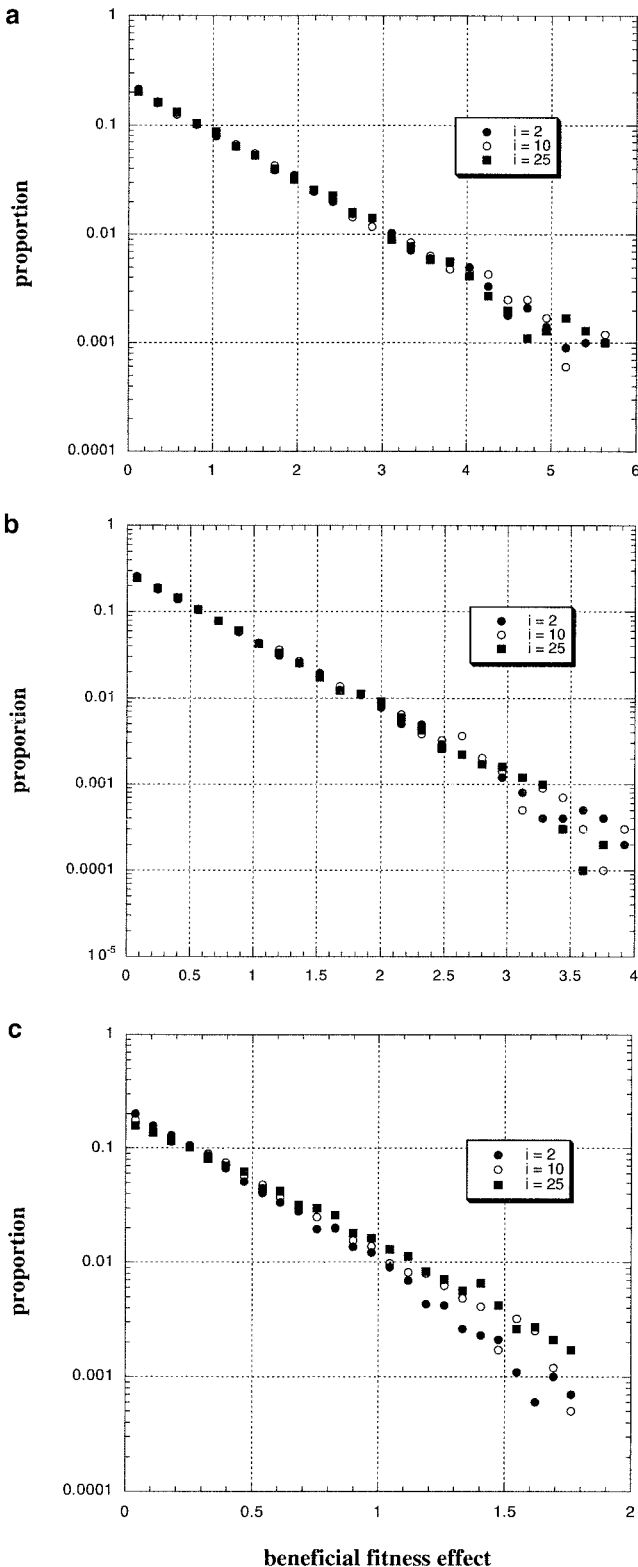 a
1
0.1
0.01
0.001
0.0001
proportion
i = 2
i = 10
i = 25
0 1 2 3 4 5 6
b
1
0.1
0.01
0.001
0.0001
10⁻⁵
proportion
i = 2
i = 10
i = 25
0 0.5 1 1.5 2 2.5 3 3.5 4
c
1
0.1
0.01
0.001
0.0001
proportion
i = 2
i = 10
i = 25
0 0.5 1 1.5 2
beneficial fitness effect